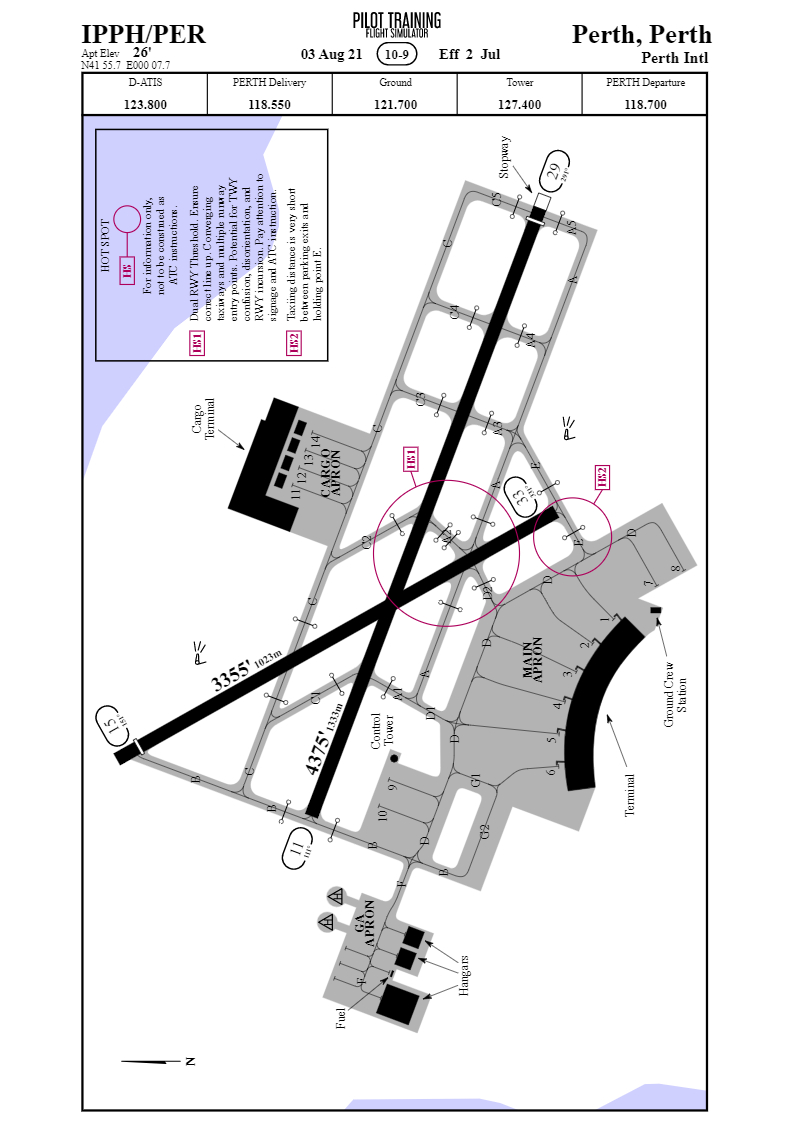 IPPH/PER
Apt Elev 26'
N41 55.7 E000 07.7
PILOT TRAINING
FLIGHT SIMULATOR
03 Aug 21 10-9 Eff 2 Jul
Perth, Perth
Perth Intl
D-ATIS
123.800
PERTH Delivery
118.550
Ground
121.700
Tower
127.400
PERTH Departure
118.700
HOT SPOT
HS
For information only,
not to be construed as
ATC instructions.
HS1
Dual RWY Threshold. Ensure
correct line up. Converging
taxiways and multiple runway
entry points. Potential for TWY
confusion, disorientation, and
RWY incursion. Pay attention to
signage and ATC instruction.
HS2
Taxiing distance is very short
between parking exits and
holding point E.
Stopway
29
291°
C5
A5
C
A
C4
A4
C3
A3
C
Cargo
Terminal
11 12 13 14
CARGO
APRON
HS1
A
E
33
331°
HS2
C2
A2
E
D
D2
D
7
8
C
1
2
3
4
5
6
MAIN
APRON
D
Ground Crew
Station
3355' 1023m
15
151°
C1
A1
A
D1
4375' 1333m
Control
Tower
D
Terminal
B
C
B
9
10
G1
G2
11
111°
B
D
B
F
GA
APRON
H
H
F
Fuel
Hangars
N